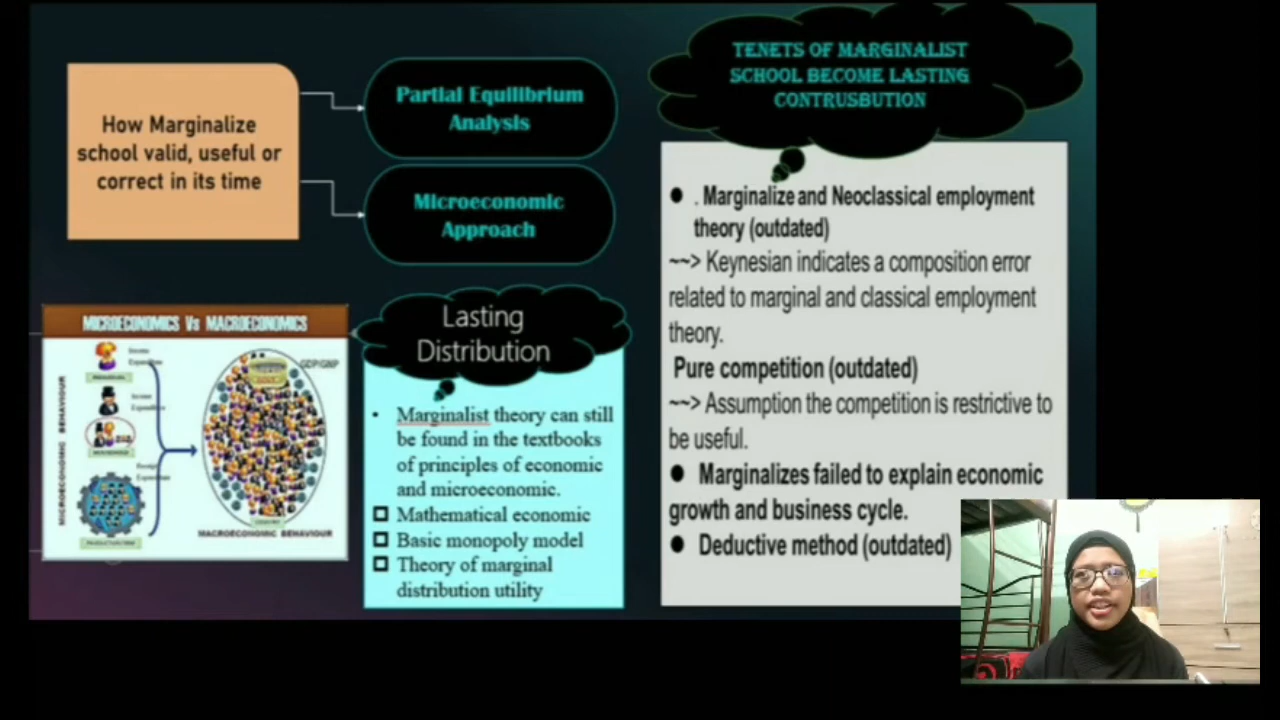 How Marginalize
school valid, useful or
correct in its time
Partial Equilibrium
Analysis
Microeconomic
Approach
TENETS OF MARGINALIST
SCHOOL BECOME LASTING
CONTRUSBUTION
MICROECONOMICS Vs MACROECONOMICS
MICROECONOMIC BEHAVIOUR
Income
Expenditure
Income
GDP/GNP
MACROECONOMIC BEHAVIOUR
Lasting
Distribution
• Marginalist theory can still
be found in the textbooks
of principles of economic
and microeconomic.
Mathematical economic
Basic monopoly model
Theory of marginal
distribution utility
● . Marginalize and Neoclassical employment
theory (outdated)
~~> Keynesian indicates a composition error
related to marginal and classical employment
theory.
Pure competition (outdated)
~~> Assumption the competition is restrictive to
be useful.
● Marginalizes failed to explain economic
growth and business cycle.
● Deductive method (outdated)